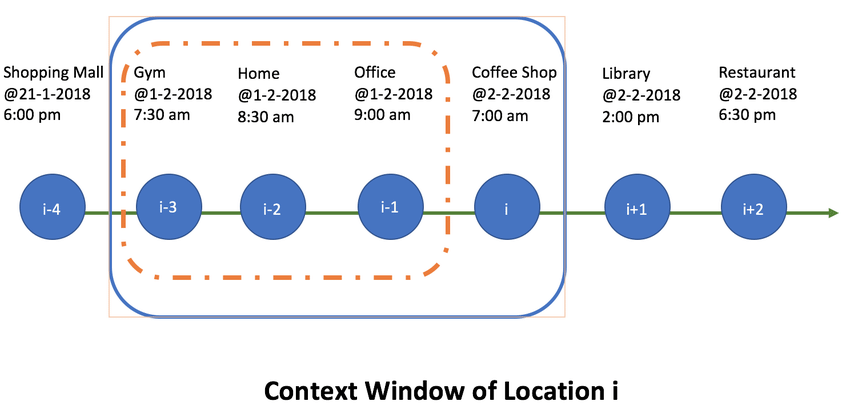 Shopping Mall
@21-1-2018
6:00 pm
Gym
@1-2-2018
7:30 am
Home
@1-2-2018
8:30 am
Office
@1-2-2018
9:00 am
Coffee Shop
@2-2-2018
7:00 am
Library
@2-2-2018
2:00 pm
Restaurant
@2-2-2018
6:30 pm
i-4
i-3
i-2
i-1
i
i+1
i+2
Context Window of Location i